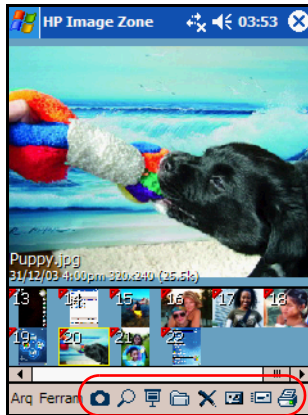 HP Image Zone 03:53
Puppy.jpg
31/12/03 4:00pm 320x240 (25.5k)
13 14 15 16 17 18
19 20 21 22
Arq Ferram